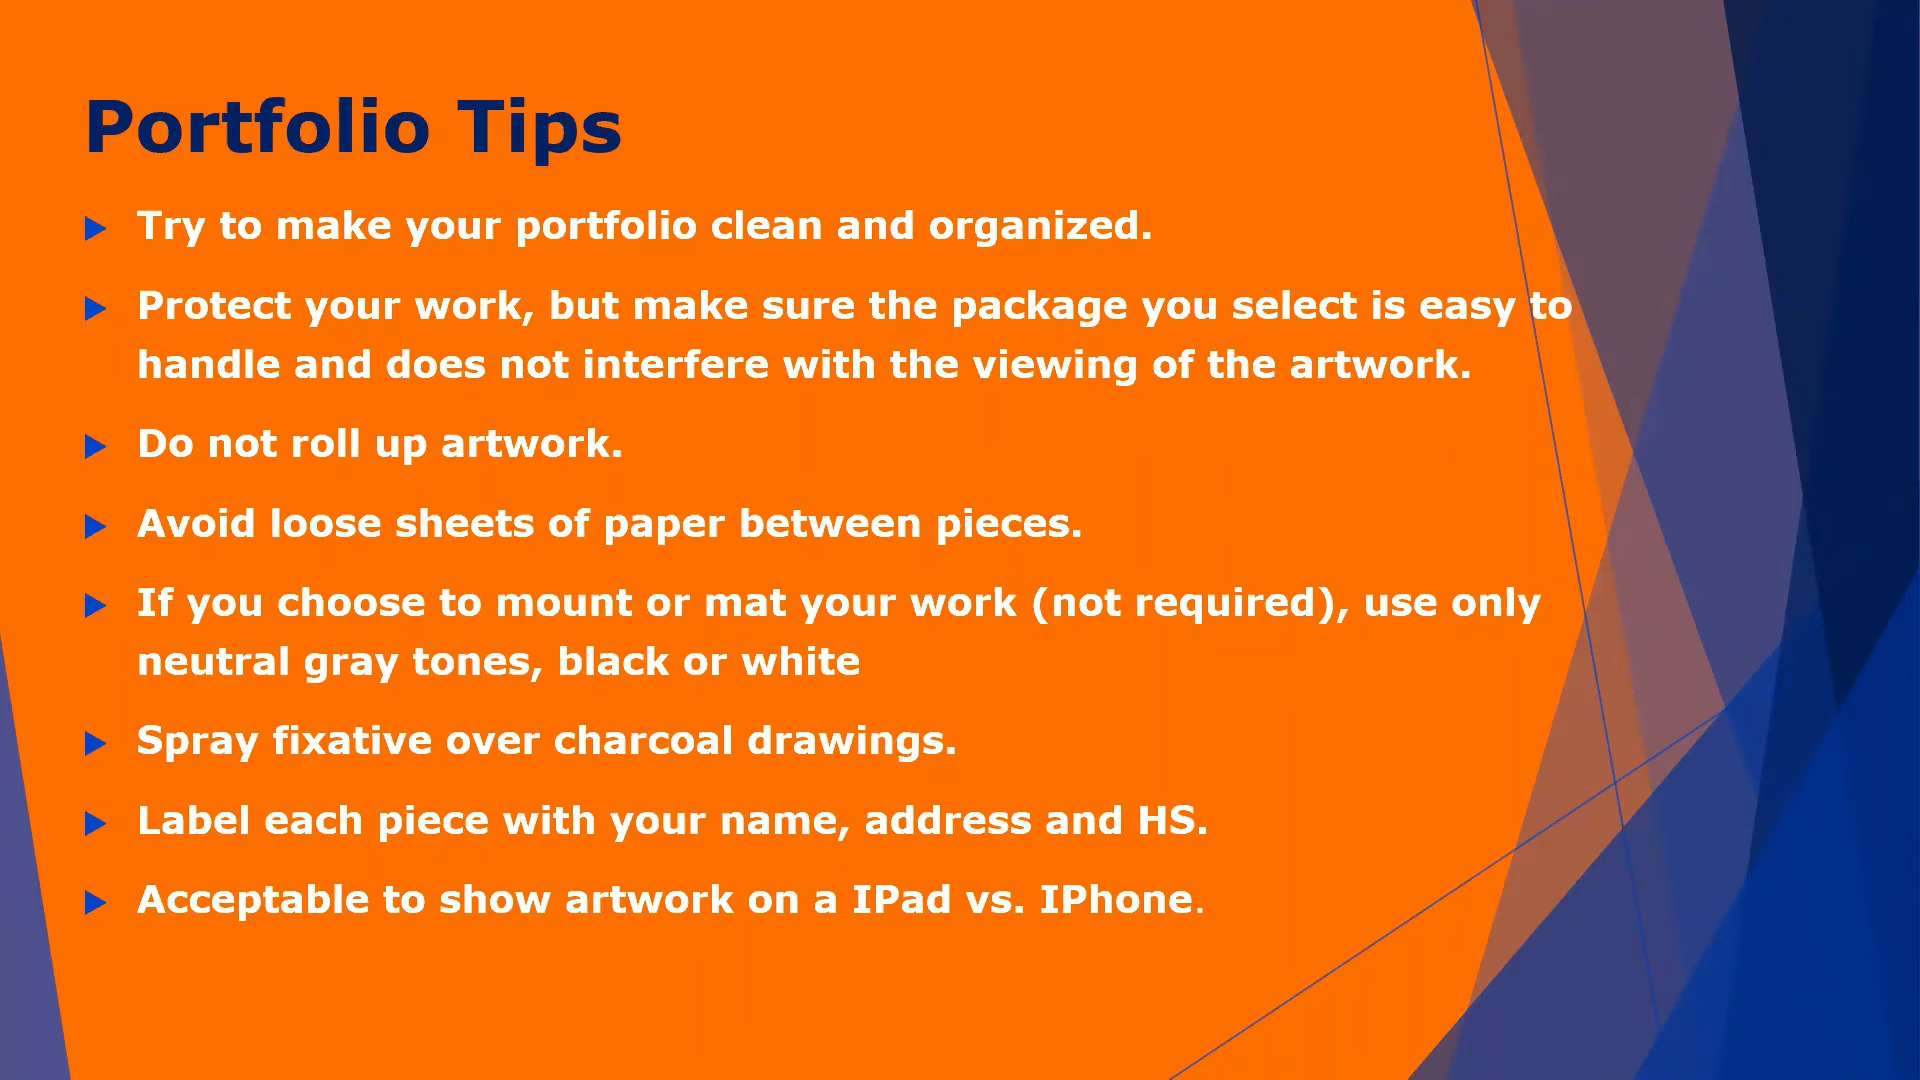 Portfolio Tips
Try to make your portfolio clean and organized.
Protect your work, but make sure the package you select is easy to
handle and does not interfere with the viewing of the artwork.
Do not roll up artwork.
Avoid loose sheets of paper between pieces.
If you choose to mount or mat your work (not required), use only
neutral gray tones, black or white
Spray fixative over charcoal drawings.
Label each piece with your name, address and HS.
Acceptable to show artwork on a IPad vs. IPhone.